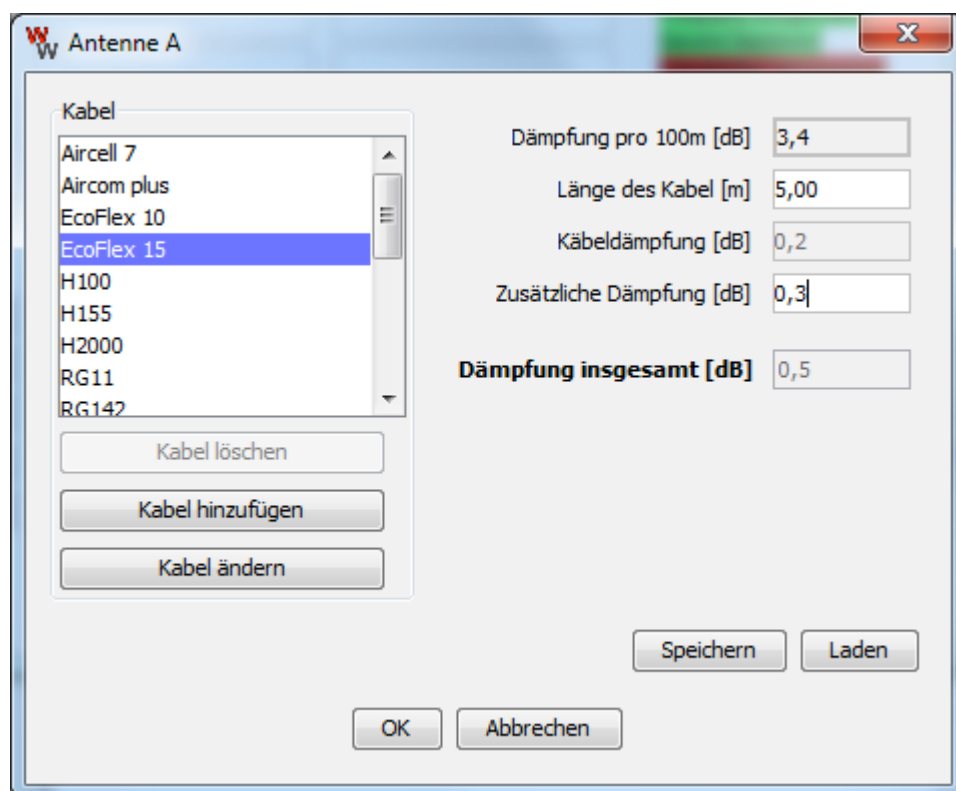 Antenne A
Kabel
Aircell 7
Aircom plus
EcoFlex 10
EcoFlex 15
H100
H155
H2000
RG11
RG142
Kabel löschen
Kabel hinzufügen
Kabel ändern
Dämpfung pro 100m [dB] 3,4
Länge des Kabel [m] 5,00
Käbeldämpfung [dB] 0,2
Zusätzliche Dämpfung [dB] 0,3
Dämpfung insgesamt [dB] 0,5
Speichern Laden
OK Abbrechen